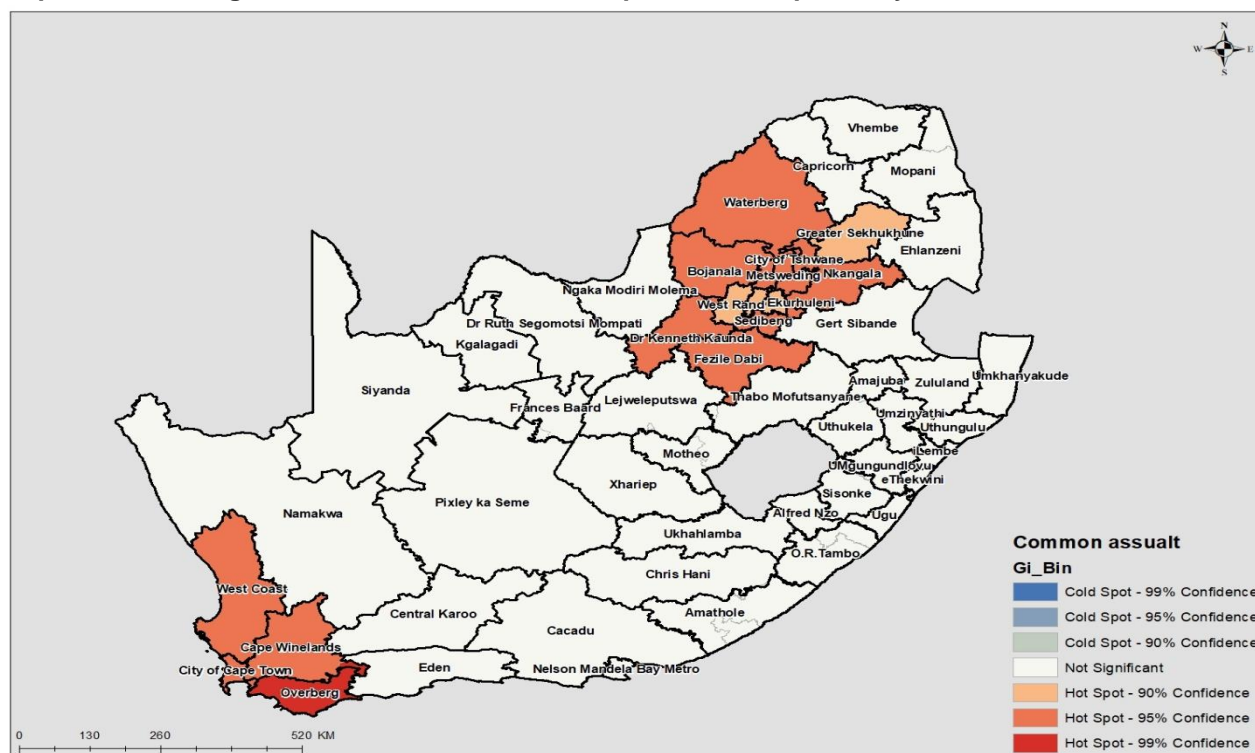 N
W E
S
Vhembe
Capricorn
Mopani
Waterberg
Greater Sekhukhune
Ehlanzeni
City of Tshwane
Bojanala
Metsweding
Nkangala
Ngaka Modiri Molema
West Rand
Ekurhuleni
Sedibeng
Gert Sibande
Dr Ruth Segomotsi Mompati
Dr Kenneth Kaunda
Kgalagadi
Fezile Dabi
Siyanda
Frances Baard
Lejweleputswa
Thabo Mofutsanyane
Amajuba
Zululand
Umkhanyakude
Umzinyathi
Uthukela
Uthungulu
Motheo
iLembe
UMgungundlovu
eThekwini
Xhariep
Pixley ka Seme
Sisonke
Namakwa
Alfred Nzo
Ugu
Ukhahlamba
O.R.Tambo
Chris Hani
West Coast
Central Karoo
Amathole
Cacadu
Cape Winelands
City of Cape Town
Eden
Nelson Mandela Bay Metro
Overberg
Common assualt
Gi_Bin
Cold Spot - 99% Confidence
Cold Spot - 95% Confidence
Cold Spot - 90% Confidence
Not Significant
Hot Spot - 90% Confidence
Hot Spot - 95% Confidence
Hot Spot - 99% Confidence
0 130 260 520 KM